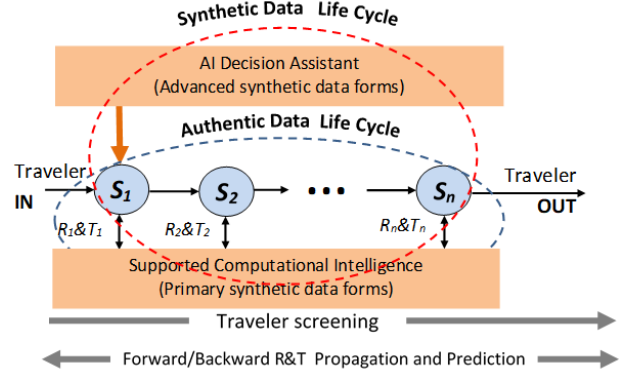 Synthetic Data Life Cycle
AI Decision Assistant
(Advanced synthetic data forms)
Authentic Data Life Cycle
Traveler
Traveler
IN
S1
S2
...
Sn
OUT
R1&T1
R2&T2
Rn&Tn
Supported Computational Intelligence
(Primary synthetic data forms)
Traveler screening
Forward/Backward R&T Propagation and Prediction